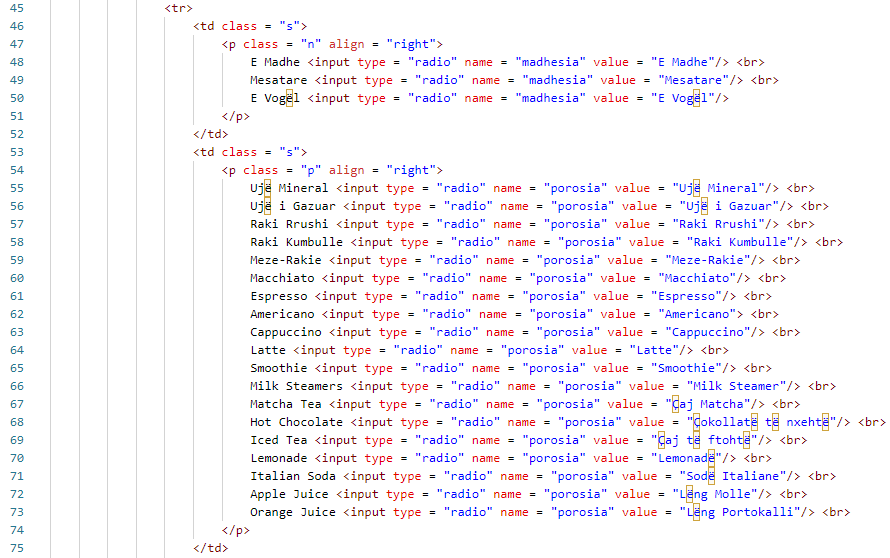 45 <tr>
46 <td class = "s">
47 <p class = "n" align = "right">
48 E Madhe <input type = "radio" name = "madhesia" value = "E Madhe"/> <br>
49 Mesatare <input type = "radio" name = "madhesia" value = "Mesatare"/> <br>
50 E Vogël <input type = "radio" name = "madhesia" value = "E Vogël"/>
51 </p>
52 </td>
53 <td class = "s">
54 <p class = "p" align = "right">
55 Ujë Mineral <input type = "radio" name = "porosia" value = "Ujë Mineral"/> <br>
56 Ujë i Gazuar <input type = "radio" name = "porosia" value = "Ujë i Gazuar"/> <br>
57 Raki Rrushi <input type = "radio" name = "porosia" value = "Raki Rrushi"/> <br>
58 Raki Kumbulle <input type = "radio" name = "porosia" value = "Raki Kumbulle"/> <br>
59 Meze-Rakie <input type = "radio" name = "porosia" value = "Meze-Rakie"/> <br>
60 Macchiato <input type = "radio" name = "porosia" value = "Macchiato"/> <br>
61 Espresso <input type = "radio" name = "porosia" value = "Espresso"/> <br>
62 Americano <input type = "radio" name = "porosia" value = "Americano"> <br>
63 Cappuccino <input type = "radio" name = "porosia" value = "Cappuccino"/> <br>
64 Latte <input type = "radio" name = "porosia" value = "Latte"/> <br>
65 Smoothie <input type = "radio" name = "porosia" value = "Smoothie"/> <br>
66 Milk Steamers <input type = "radio" name = "porosia" value = "Milk Steamer"/> <br>
67 Matcha Tea <input type = "radio" name = "porosia" value = "Çaj Matcha"/> <br>
68 Hot Chocolate <input type = "radio" name = "porosia" value = "Çokollatë të nxehtë"/> <br>
69 Iced Tea <input type = "radio" name = "porosia" value = "Çaj të ftohtë"/> <br>
70 Lemonade <input type = "radio" name = "porosia" value = "Lemonadë"/> <br>
71 Italian Soda <input type = "radio" name = "porosia" value = "Sodë Italiane"/> <br>
72 Apple Juice <input type = "radio" name = "porosia" value = "Lëng Molle"/> <br>
73 Orange Juice <input type = "radio" name = "porosia" value = "Lëng Portokalli"/> <br>
74 </p>
75 </td>